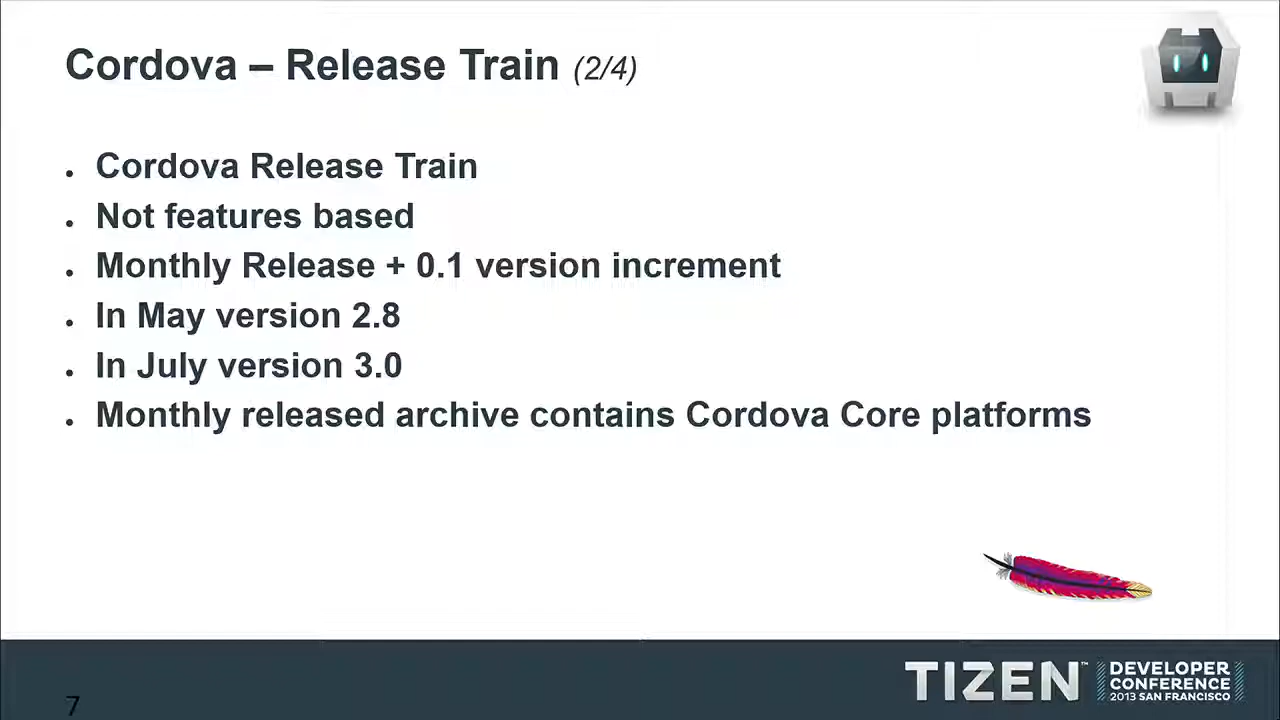 Cordova – Release Train (2/4)
• Cordova Release Train
• Not features based
• Monthly Release + 0.1 version increment
• In May version 2.8
• In July version 3.0
• Monthly released archive contains Cordova Core platforms
7
TIZEN™
DEVELOPER
CONFERENCE
2013 SAN FRANCISCO